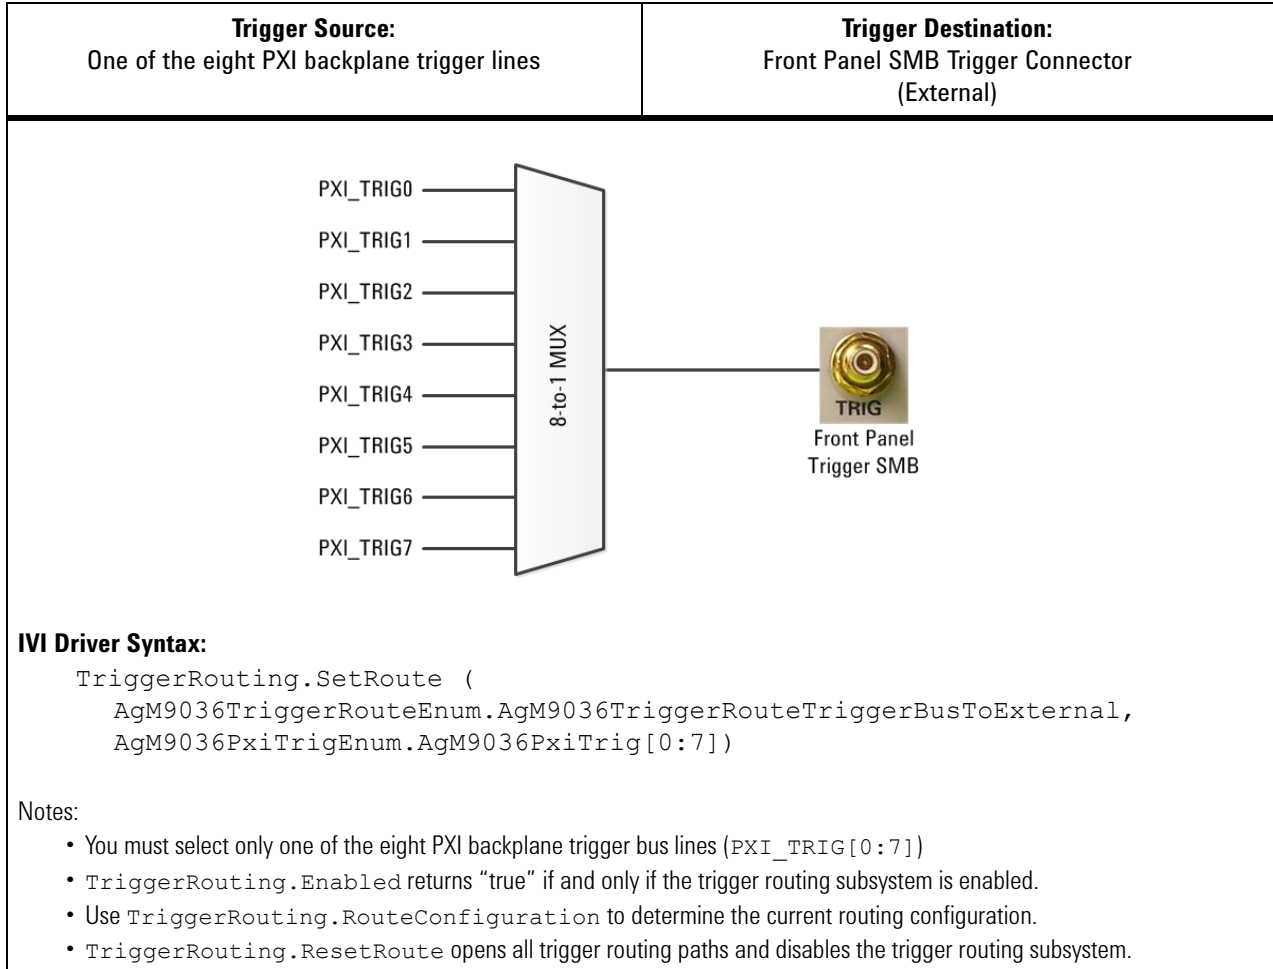 Trigger Source:
One of the eight PXI backplane trigger lines
Trigger Destination:
Front Panel SMB Trigger Connector
(External)
PXI_TRIG0
PXI_TRIG1
PXI_TRIG2
PXI_TRIG3
PXI_TRIG4
PXI_TRIG5
PXI_TRIG6
PXI_TRIG7
8-to-1 MUX
TRIG
Front Panel
Trigger SMB
IVI Driver Syntax:
TriggerRouting.SetRoute (
AgM9036TriggerRouteEnum.AgM9036TriggerRouteTriggerBusToExternal,
AgM9036PxiTrigEnum.AgM9036PxiTrig[0:7])
Notes:
• You must select only one of the eight PXI backplane trigger bus lines (PXI_TRIG[0:7])
• TriggerRouting.Enabled returns “true” if and only if the trigger routing subsystem is enabled.
• Use TriggerRouting.RouteConfiguration to determine the current routing configuration.
• TriggerRouting.ResetRoute opens all trigger routing paths and disables the trigger routing subsystem.